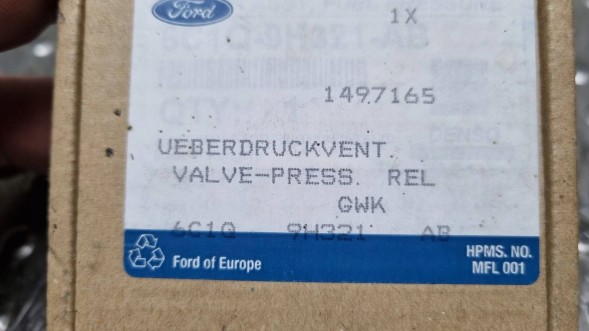 Ford
1X
1497165
UEBERDRUCKVENT.
VALVE-PRESS. REL
GWK
6C1Q 9H321 AB
Ford of Europe
HPMS. NO.
MFL 001